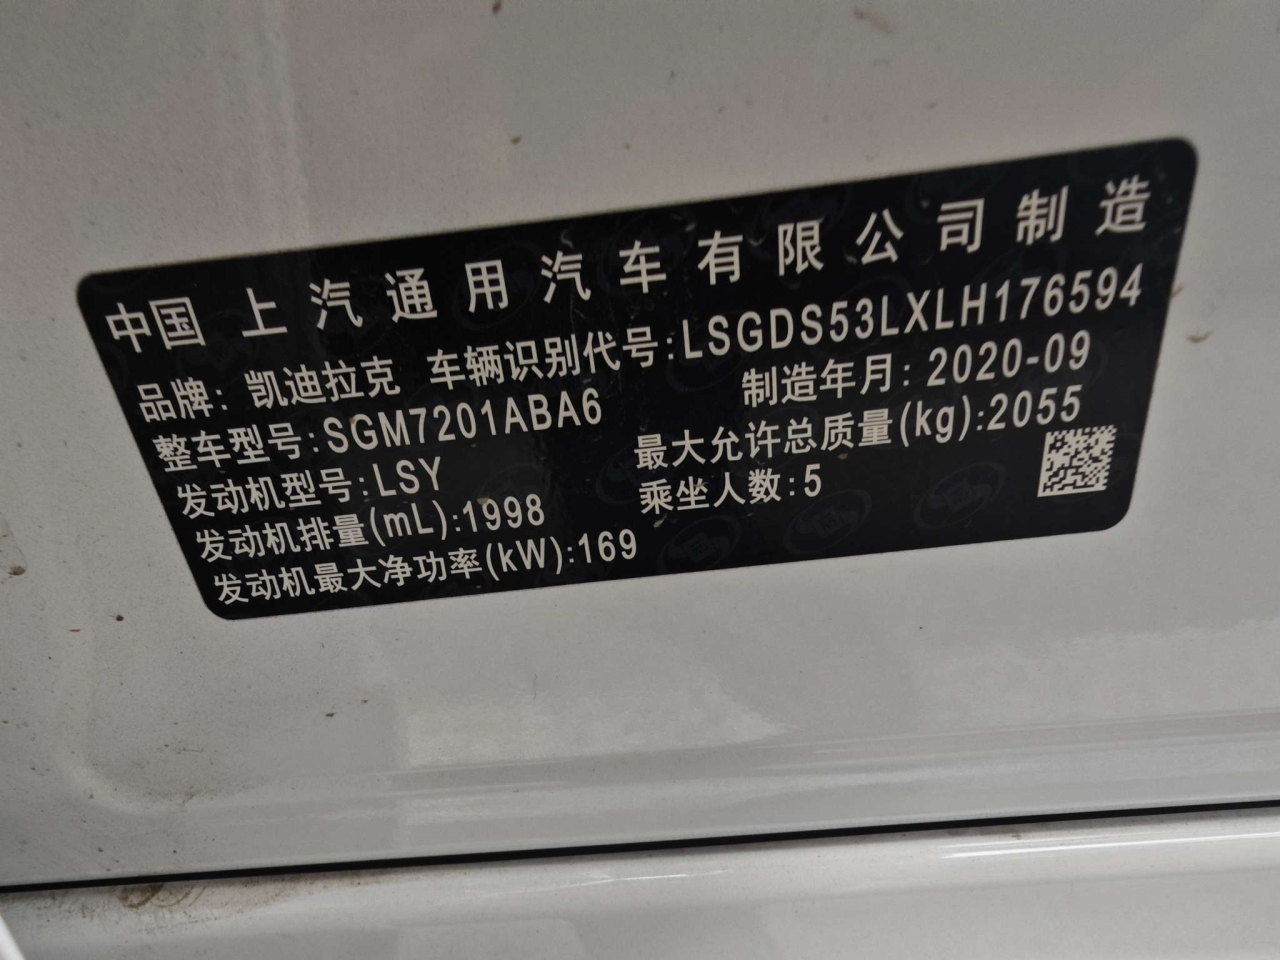 中国 上汽通用汽车有限公司制造
品牌：凯迪拉克 车辆识别代号：LSGDS53LXLH176594
整车型号：SGM7201ABA6 制造年月：2020-09
发动机型号：LSY 最大允许总质量(kg)：2055
发动机排量(mL)：1998 乘坐人数：5
发动机最大净功率(kW)：169